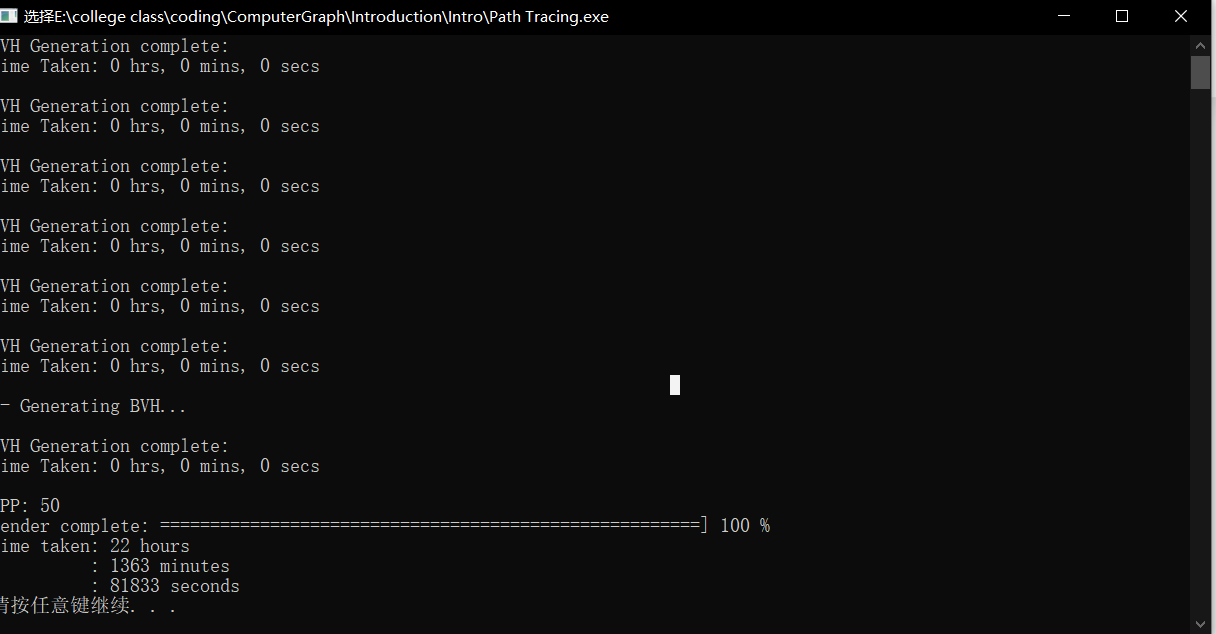 选择E:\college class\coding\ComputerGraph\Introduction\Intro\Path Tracing.exe
VH Generation complete:
ime Taken: 0 hrs, 0 mins, 0 secs
VH Generation complete:
ime Taken: 0 hrs, 0 mins, 0 secs
VH Generation complete:
ime Taken: 0 hrs, 0 mins, 0 secs
VH Generation complete:
ime Taken: 0 hrs, 0 mins, 0 secs
VH Generation complete:
ime Taken: 0 hrs, 0 mins, 0 secs
VH Generation complete:
ime Taken: 0 hrs, 0 mins, 0 secs
- Generating BVH...
VH Generation complete:
ime Taken: 0 hrs, 0 mins, 0 secs
PP: 50
ender complete: ======================================================] 100 %
ime taken: 22 hours
: 1363 minutes
: 81833 seconds
请按任意键继续. . .